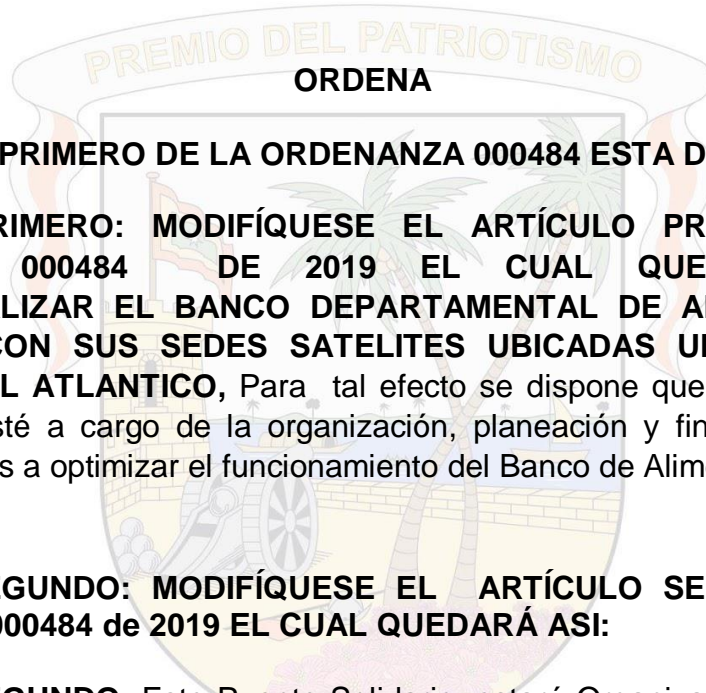 PREMIO DEL PATRIOTISMO
ORDENA
PRIMERO DE LA ORDENANZA 000484 ESTA D
RIMERO: MODIFÍQUESE EL ARTÍCULO PR
000484 DE 2019 EL CUAL QUE
LIZAR EL BANCO DEPARTAMENTAL DE A
CON SUS SEDES SATELITES UBICADAS
L ATLANTICO, Para tal efecto se dispone que
sté a cargo de la organización, planeación y fin
s a optimizar el funcionamiento del Banco de Alim
GUNDO: MODIFÍQUESE EL ARTÍCULO SE
000484 de 2019 EL CUAL QUEDARÁ ASI: